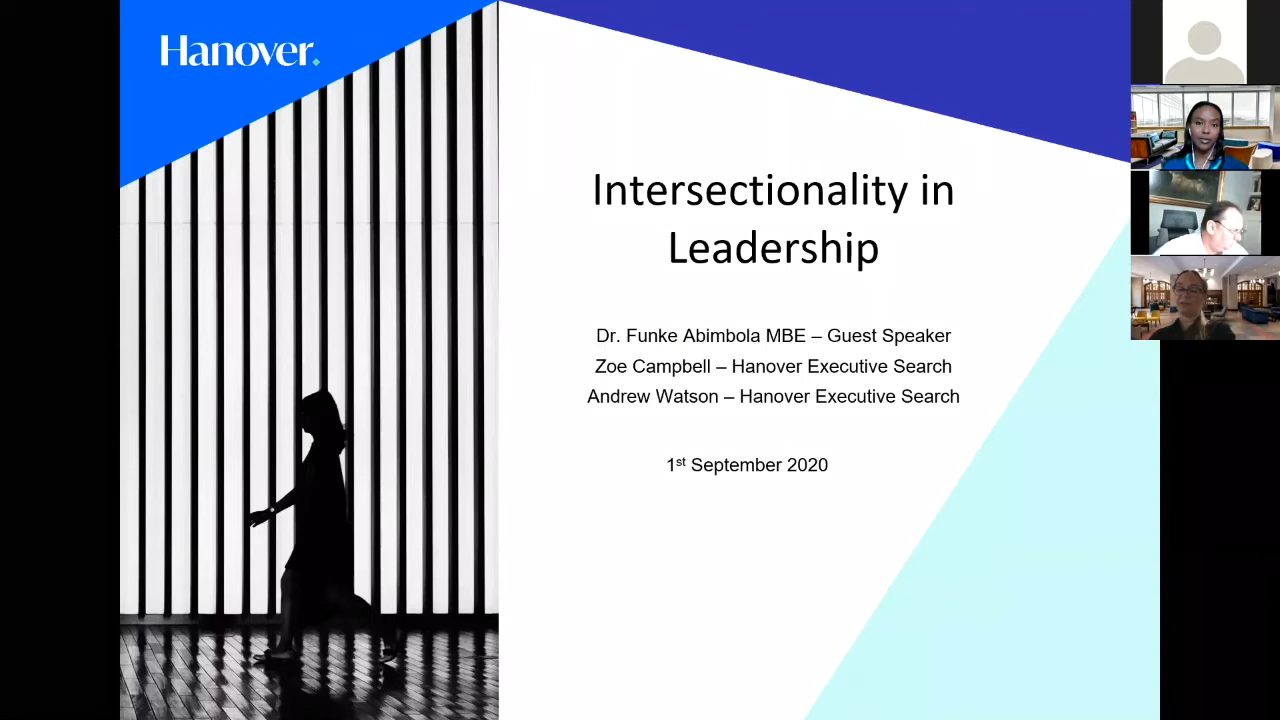 Hanover.
Intersectionality in
Leadership
Dr. Funke Abimbola MBE – Guest Speaker
Zoe Campbell – Hanover Executive Search
Andrew Watson – Hanover Executive Search
1st September 2020